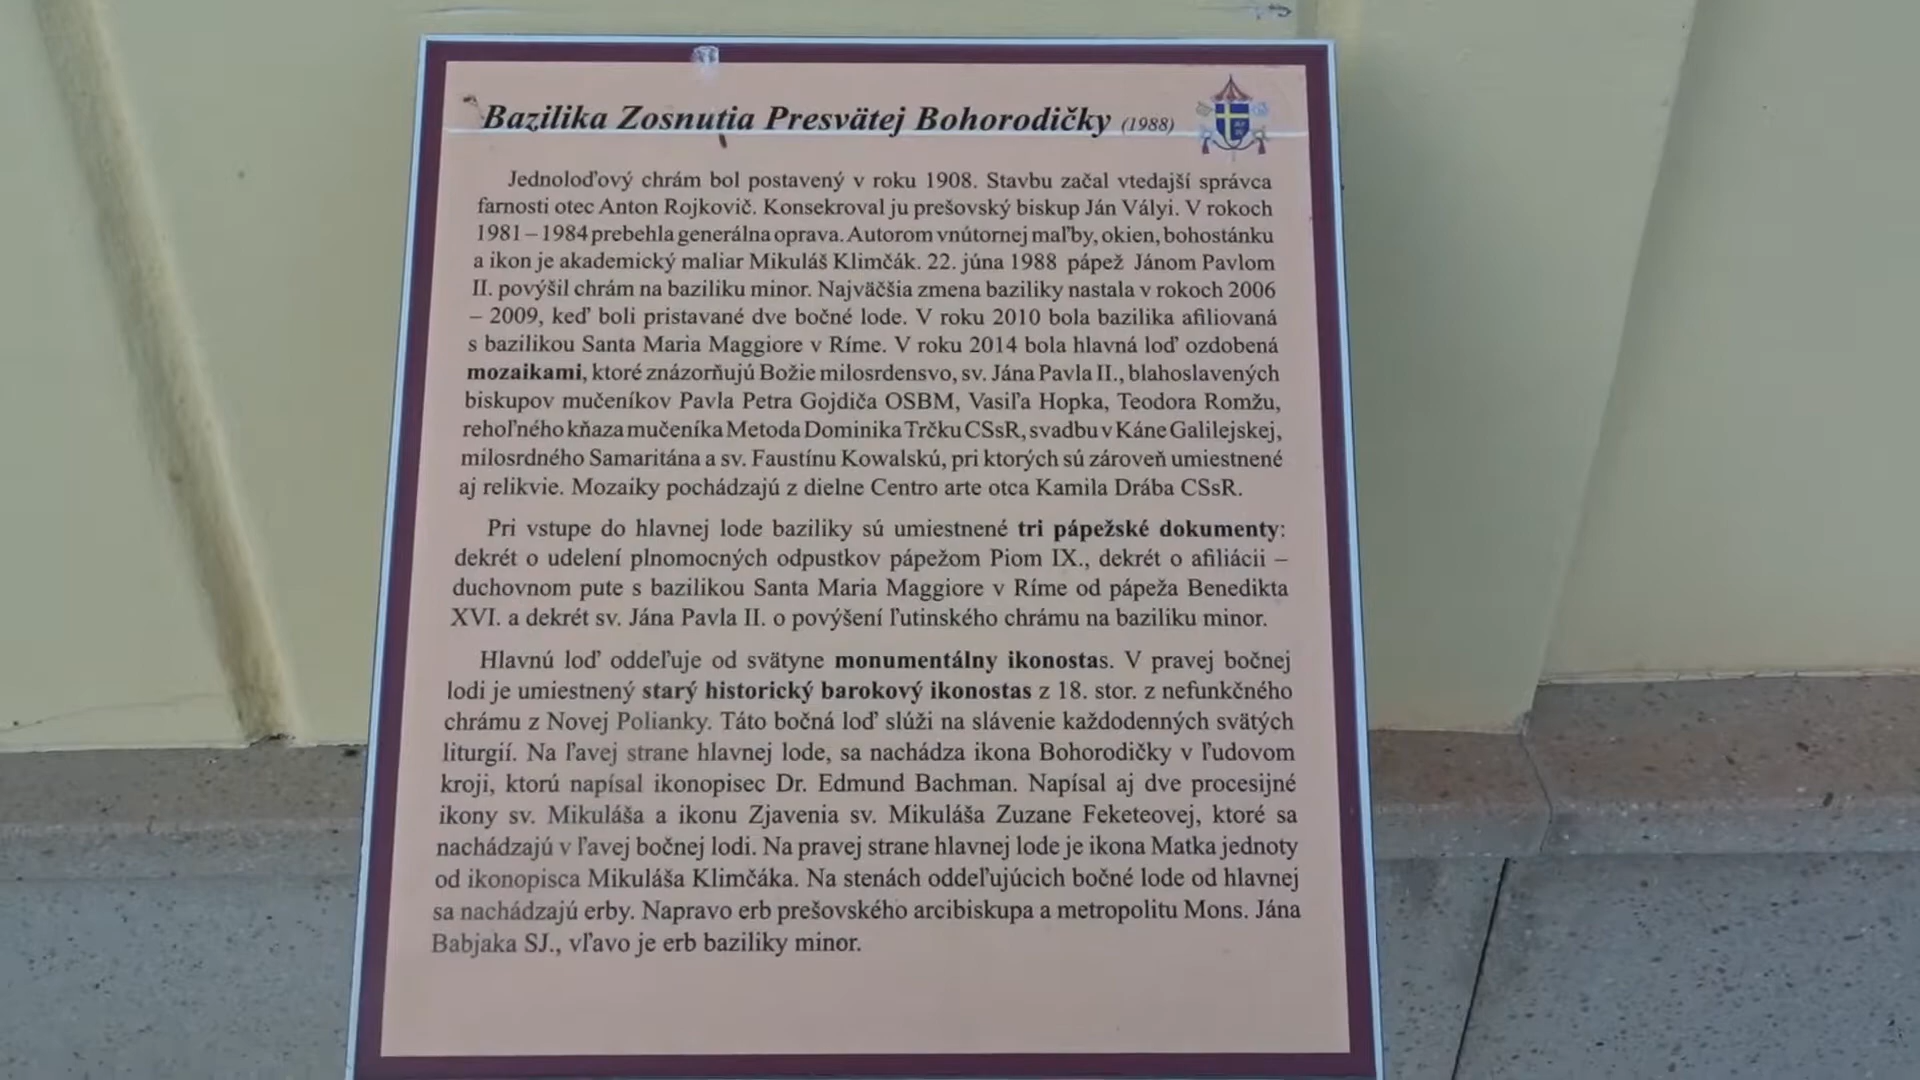 Bazilika Zosnutia Presvätej Bohorodičky (1988)
Jednoloďový chrám bol postavený v roku 1908. Stavbu začal vtedajší správca
farnosti otec Anton Rojkovič. Konsekroval ju prešovský biskup Ján Vályi. V rokoch
1981 – 1984 prebehla generálna oprava. Autorom vnútornej maľby, okien, bohostánku
a ikon je akademický maliar Mikuláš Klimčák. 22. júna 1988 pápež Jánom Pavlom
II. povýšil chrám na baziliku minor. Najväčšia zmena baziliky nastala v rokoch 2006
– 2009, keď boli pristavané dve bočné lode. V roku 2010 bola bazilika afiliovaná
s bazilikou Santa Maria Maggiore v Ríme. V roku 2014 bola hlavná loď ozdobená
mozaikami, ktoré znázorňujú Božie milosrdensvo, sv. Jána Pavla II., blahoslavených
biskupov mučeníkov Pavla Petra Gojdiča OSBM, Vasiľa Hopka, Teodora Romžu,
rehoľného kňaza mučeníka Metoda Dominika Trčku CSsR, svadbu v Káne Galilejskej,
milosrdného Samaritána a sv. Faustínu Kowalskú, pri ktorých sú zároveň umiestnené
aj relikvie. Mozaiky pochádzajú z dielne Centro arte otca Kamila Drába CSsR.
Pri vstupe do hlavnej lode baziliky sú umiestnené tri pápežské dokumenty:
dekrét o udelení plnomocných odpustkov pápežom Piom IX., dekrét o afiliácii –
duchovnom pute s bazilikou Santa Maria Maggiore v Ríme od pápeža Benedikta
XVI. a dekrét sv. Jána Pavla II. o povýšení ľutinského chrámu na baziliku minor.
Hlavnú loď oddeľuje od svätyne monumentálny ikonostas. V pravej bočnej
lodi je umiestnený starý historický barokový ikonostas z 18. stor. z nefunkčného
chrámu z Novej Polianky. Táto bočná loď slúži na slávenie každodenných svätých
liturgií. Na ľavej strane hlavnej lode, sa nachádza ikona Bohorodičky v ľudovom
kroji, ktorú napísal ikonopisec Dr. Edmund Bachman. Napísal aj dve procesijné
ikony sv. Mikuláša a ikonu Zjavenia sv. Mikuláša Zuzane Feketeovej, ktoré sa
nachádzajú v ľavej bočnej lodi. Na pravej strane hlavnej lode je ikona Matka jednoty
od ikonopisca Mikuláša Klimčáka. Na stenách oddeľujúcich bočné lode od hlavnej
sa nachádzajú erby. Napravo erb prešovského arcibiskupa a metropolitu Mons. Jána
Babjaka SJ., vľavo je erb baziliky minor.